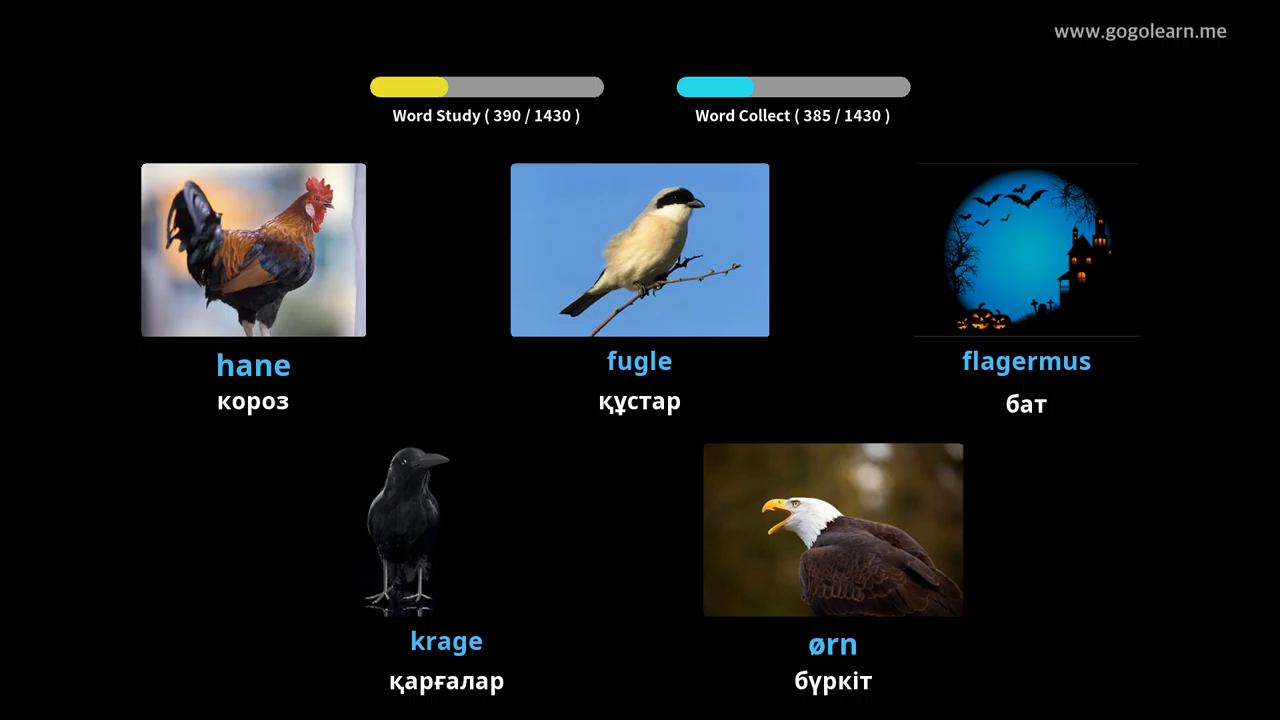 www.gogolearn.me
Word Study ( 390 / 1430 )
Word Collect ( 385 / 1430 )
hane
fugle
flagermus
короз
құстар
бат
krage
ørn
қарғалар
бүркіт